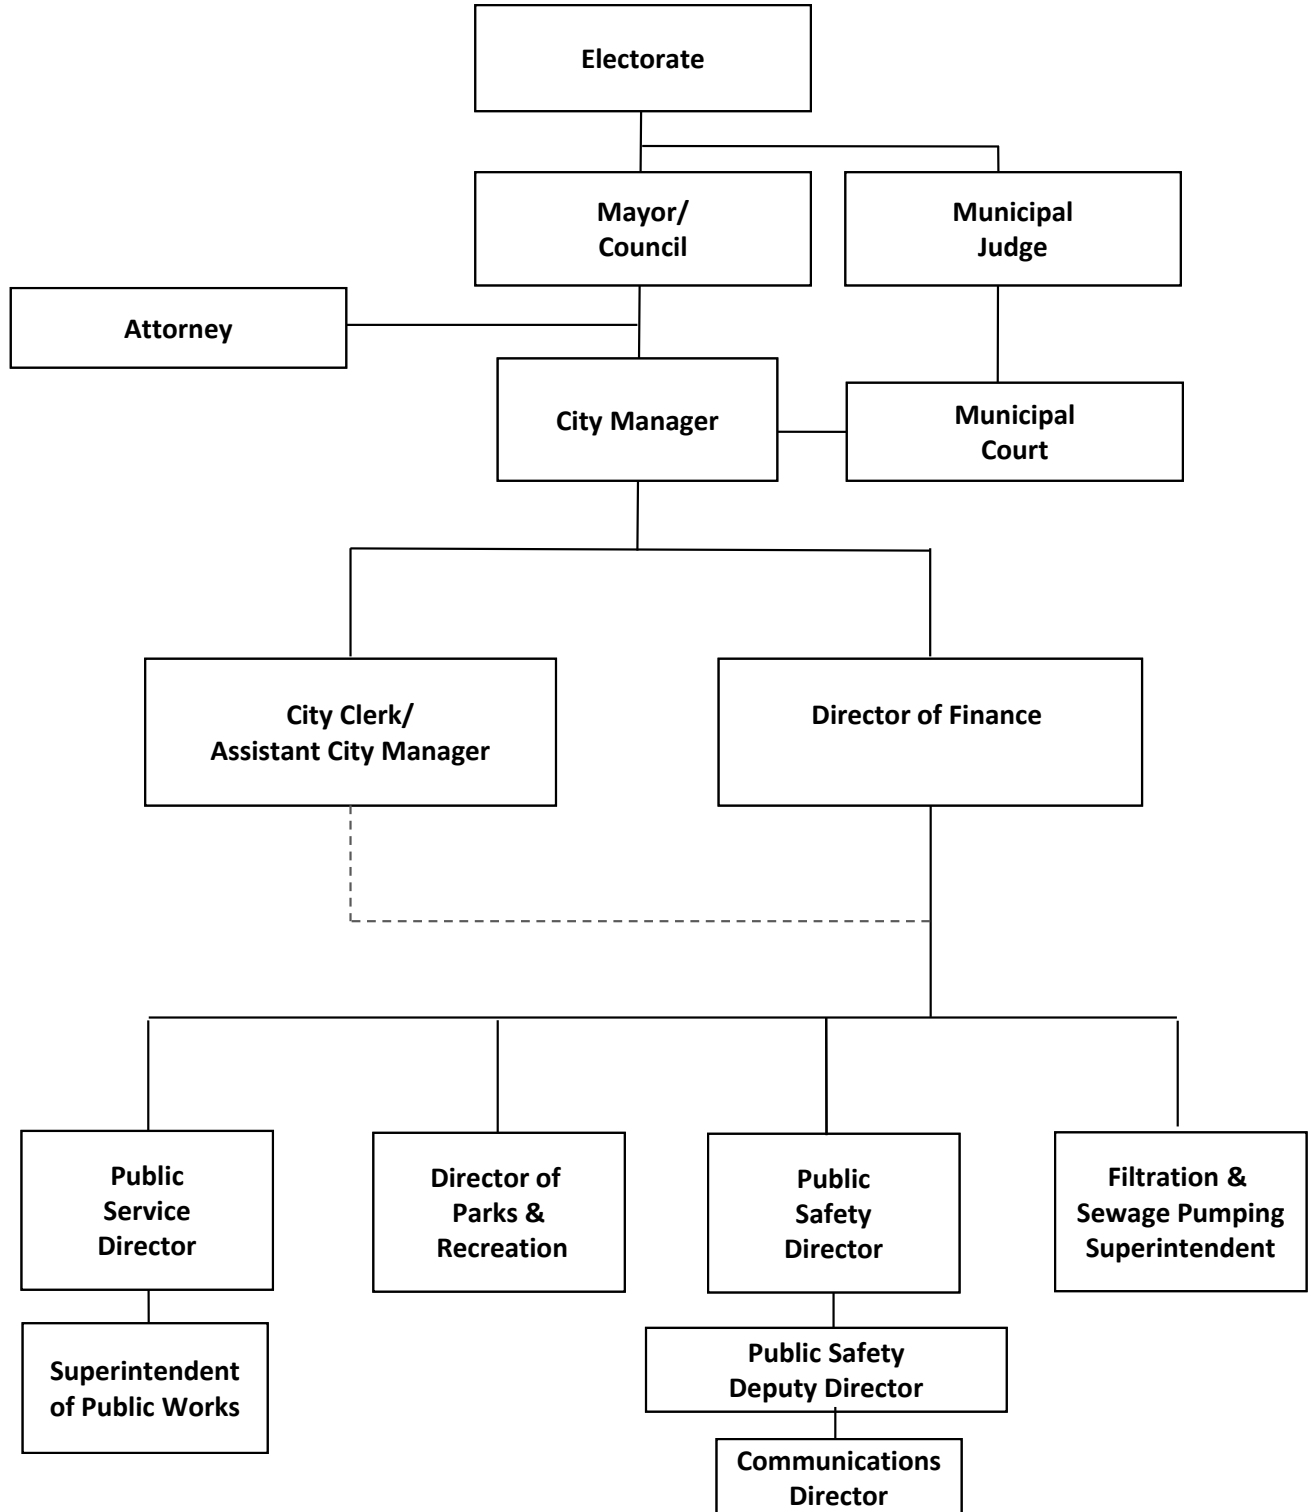 Electorate
Mayor/
Council
Municipal
Judge
Attorney
City Manager
Municipal
Court
City Clerk/
Assistant City Manager
Director of Finance
Public
Service
Director
Director of
Parks &
Recreation
Public
Safety
Director
Filtration &
Sewage Pumping
Superintendent
Superintendent
of Public Works
Public Safety
Deputy Director
Communications
Director